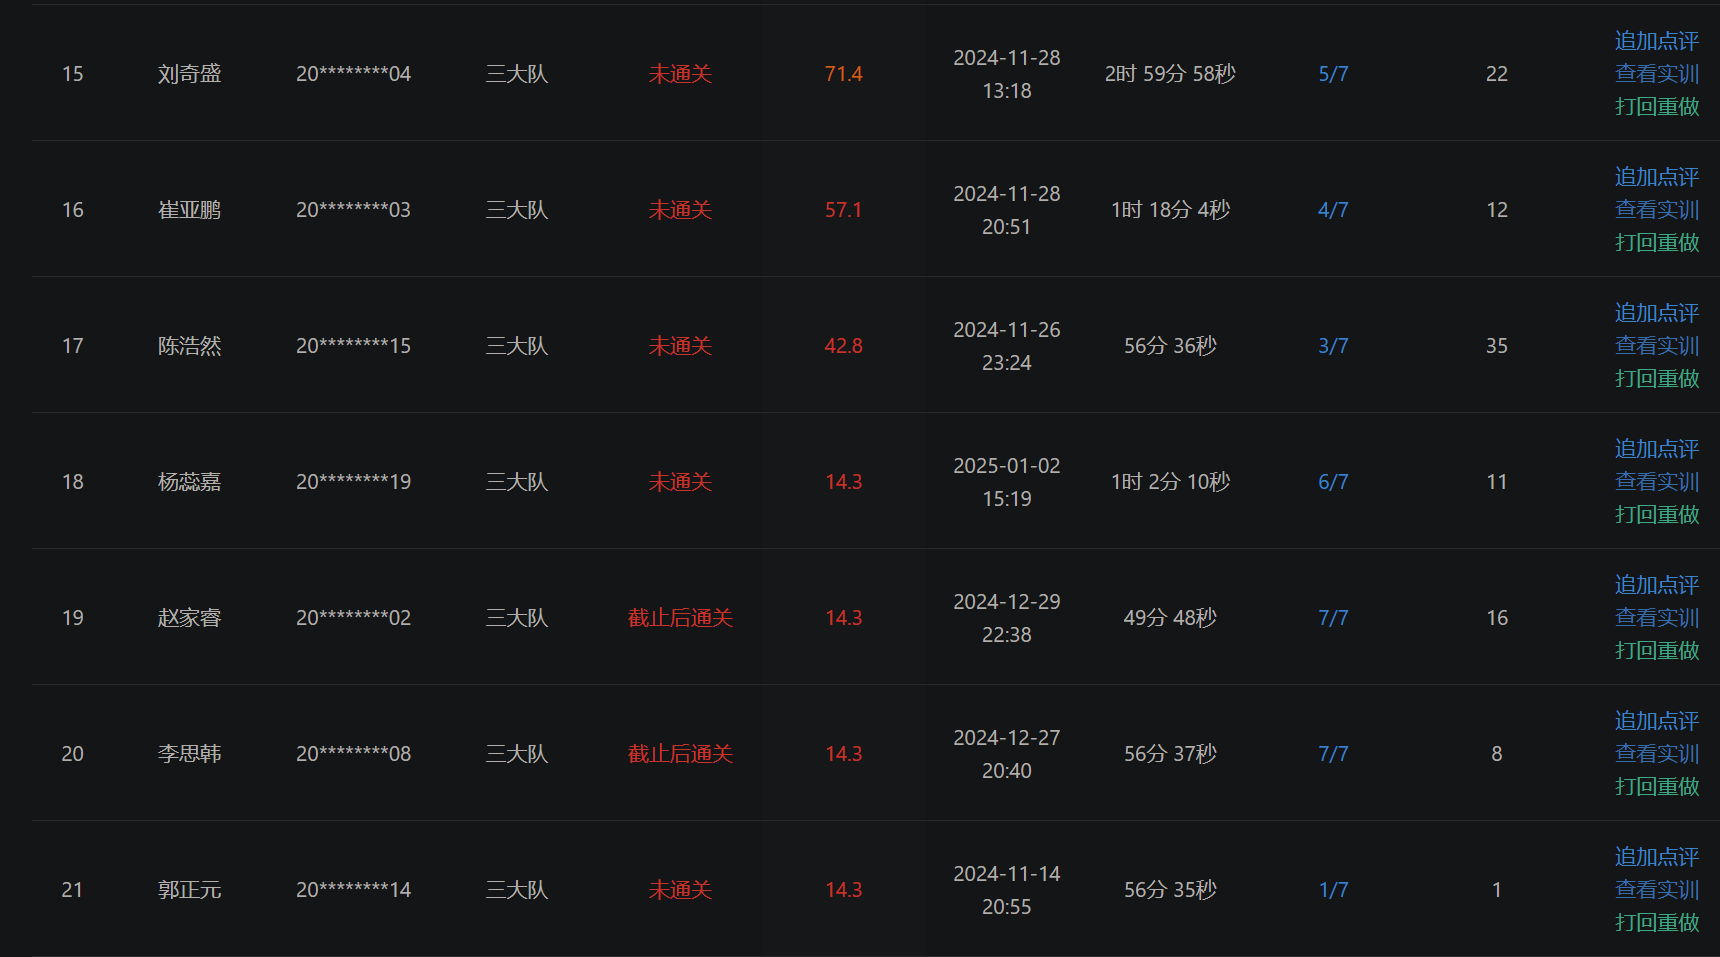 追加点评
2024-11-28
15 刘奇盛 20********04 三大队 未通关 71.4 2时 59分 58秒 5/7 22 查看实训
13:18
打回重做
追加点评
2024-11-28
16 崔亚鹏 20********03 三大队 未通关 57.1 1时 18分 4秒 4/7 12 查看实训
20:51
打回重做
追加点评
2024-11-26
17 陈浩然 20********15 三大队 未通关 42.8 56分 36秒 3/7 35 查看实训
23:24
打回重做
追加点评
2025-01-02
18 杨蕊嘉 20********19 三大队 未通关 14.3 1时 2分 10秒 6/7 11 查看实训
15:19
打回重做
追加点评
2024-12-29
19 赵家睿 20********02 三大队 截止后通关 14.3 49分 48秒 7/7 16 查看实训
22:38
打回重做
追加点评
2024-12-27
20 李思韩 20********08 三大队 截止后通关 14.3 56分 37秒 7/7 8 查看实训
20:40
打回重做
追加点评
2024-11-14
21 郭正元 20********14 三大队 未通关 14.3 56分 35秒 1/7 1 查看实训
20:55
打回重做